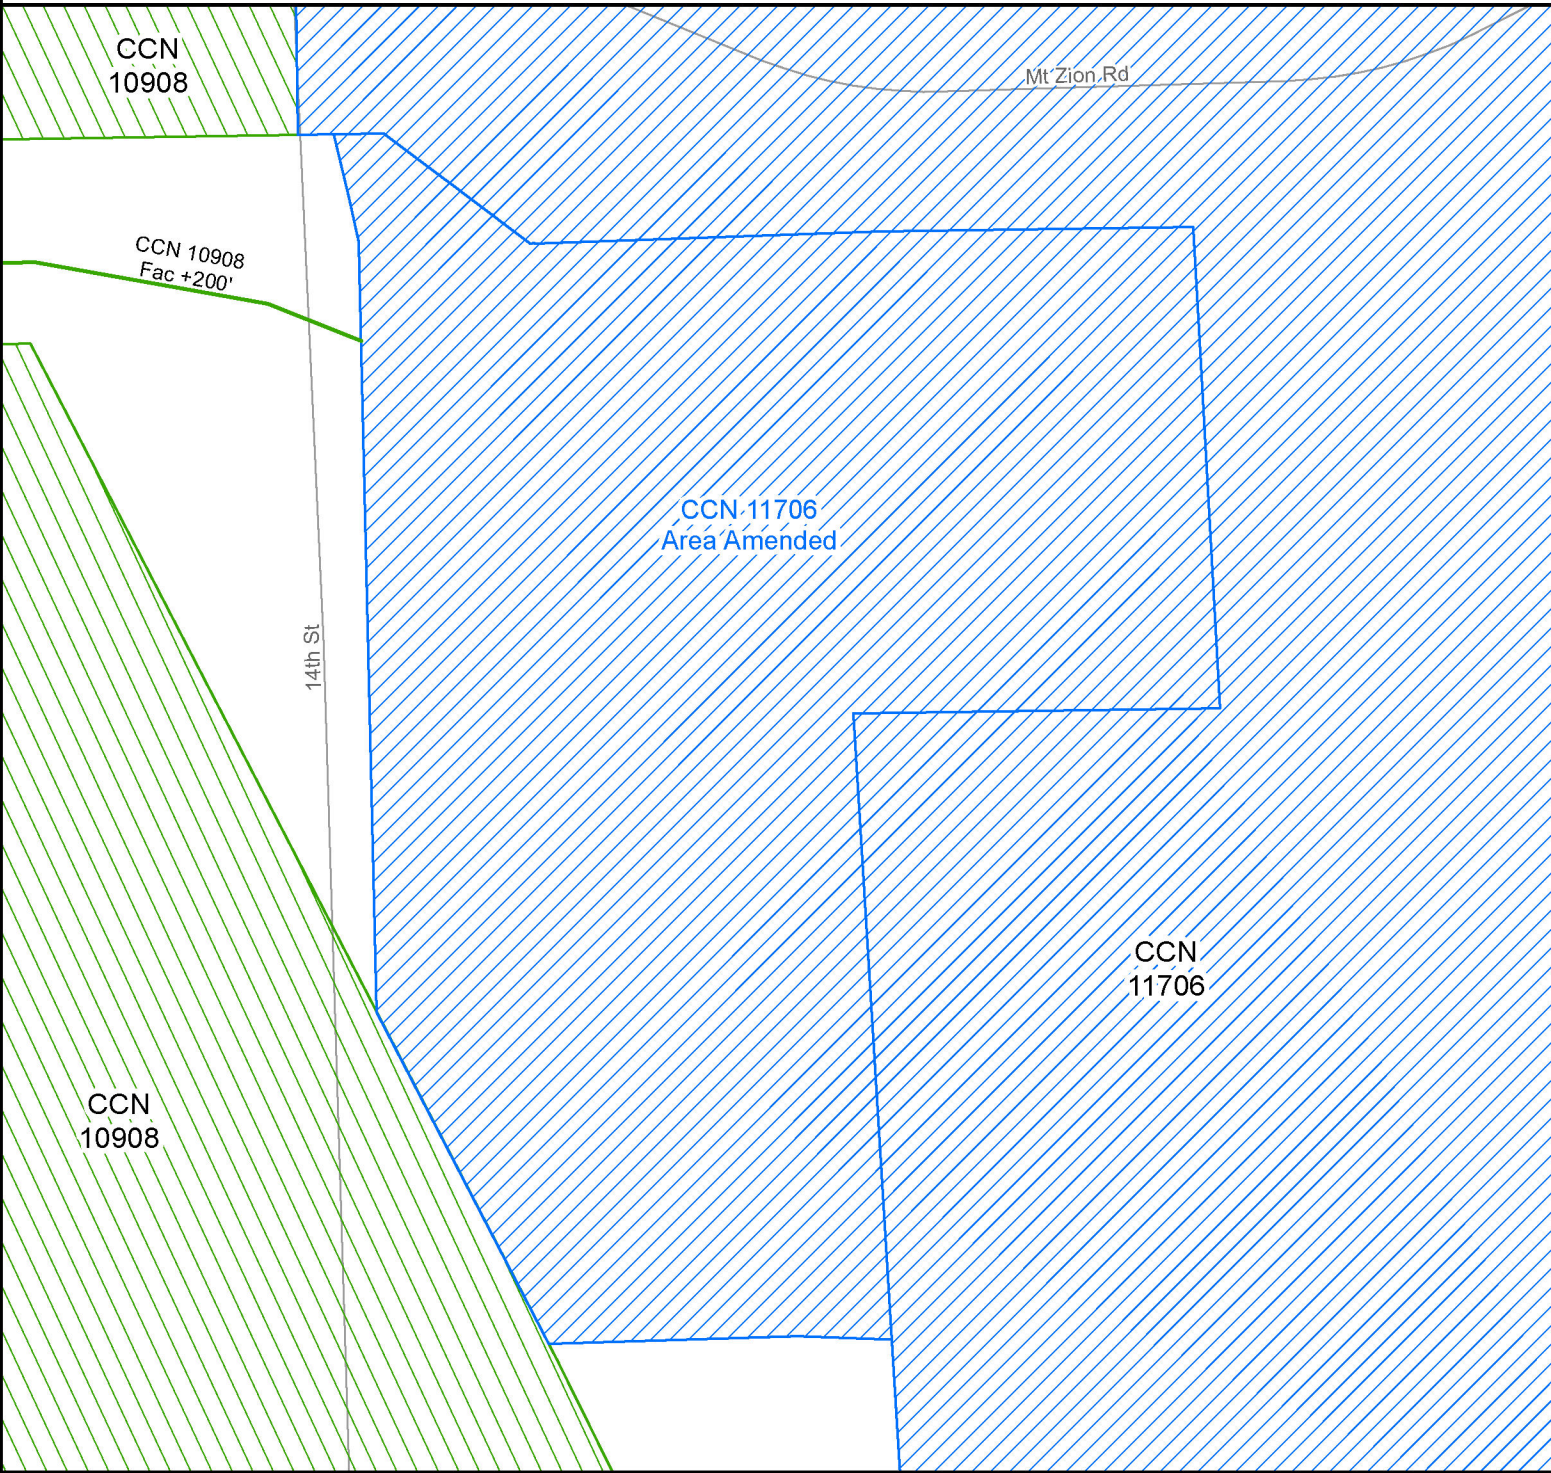 CCN
10908
Mt Zion Rd
CCN 10908
Fac +200'
CCN 11706
Area Amended
14th St
CCN
11706
CCN
10908